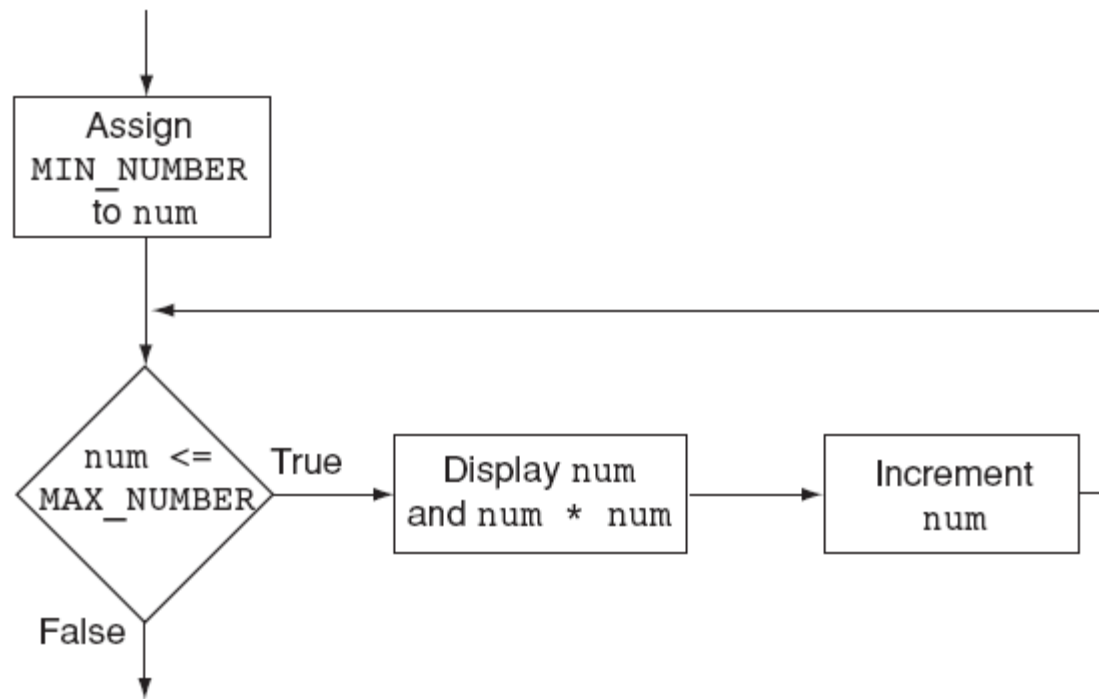 Assign
MIN_NUMBER
to num
num <=
MAX_NUMBER
True
Display num
and num * num
Increment
num
False